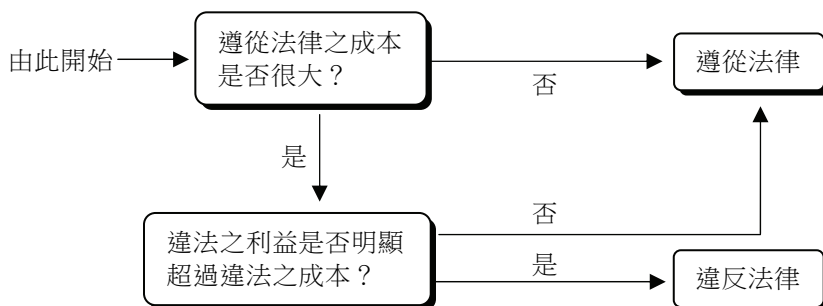 遵從法律之成本
是否很大？
由此開始
否
遵從法律
是
違法之利益是否明顯
超過違法之成本？
否
是
違反法律